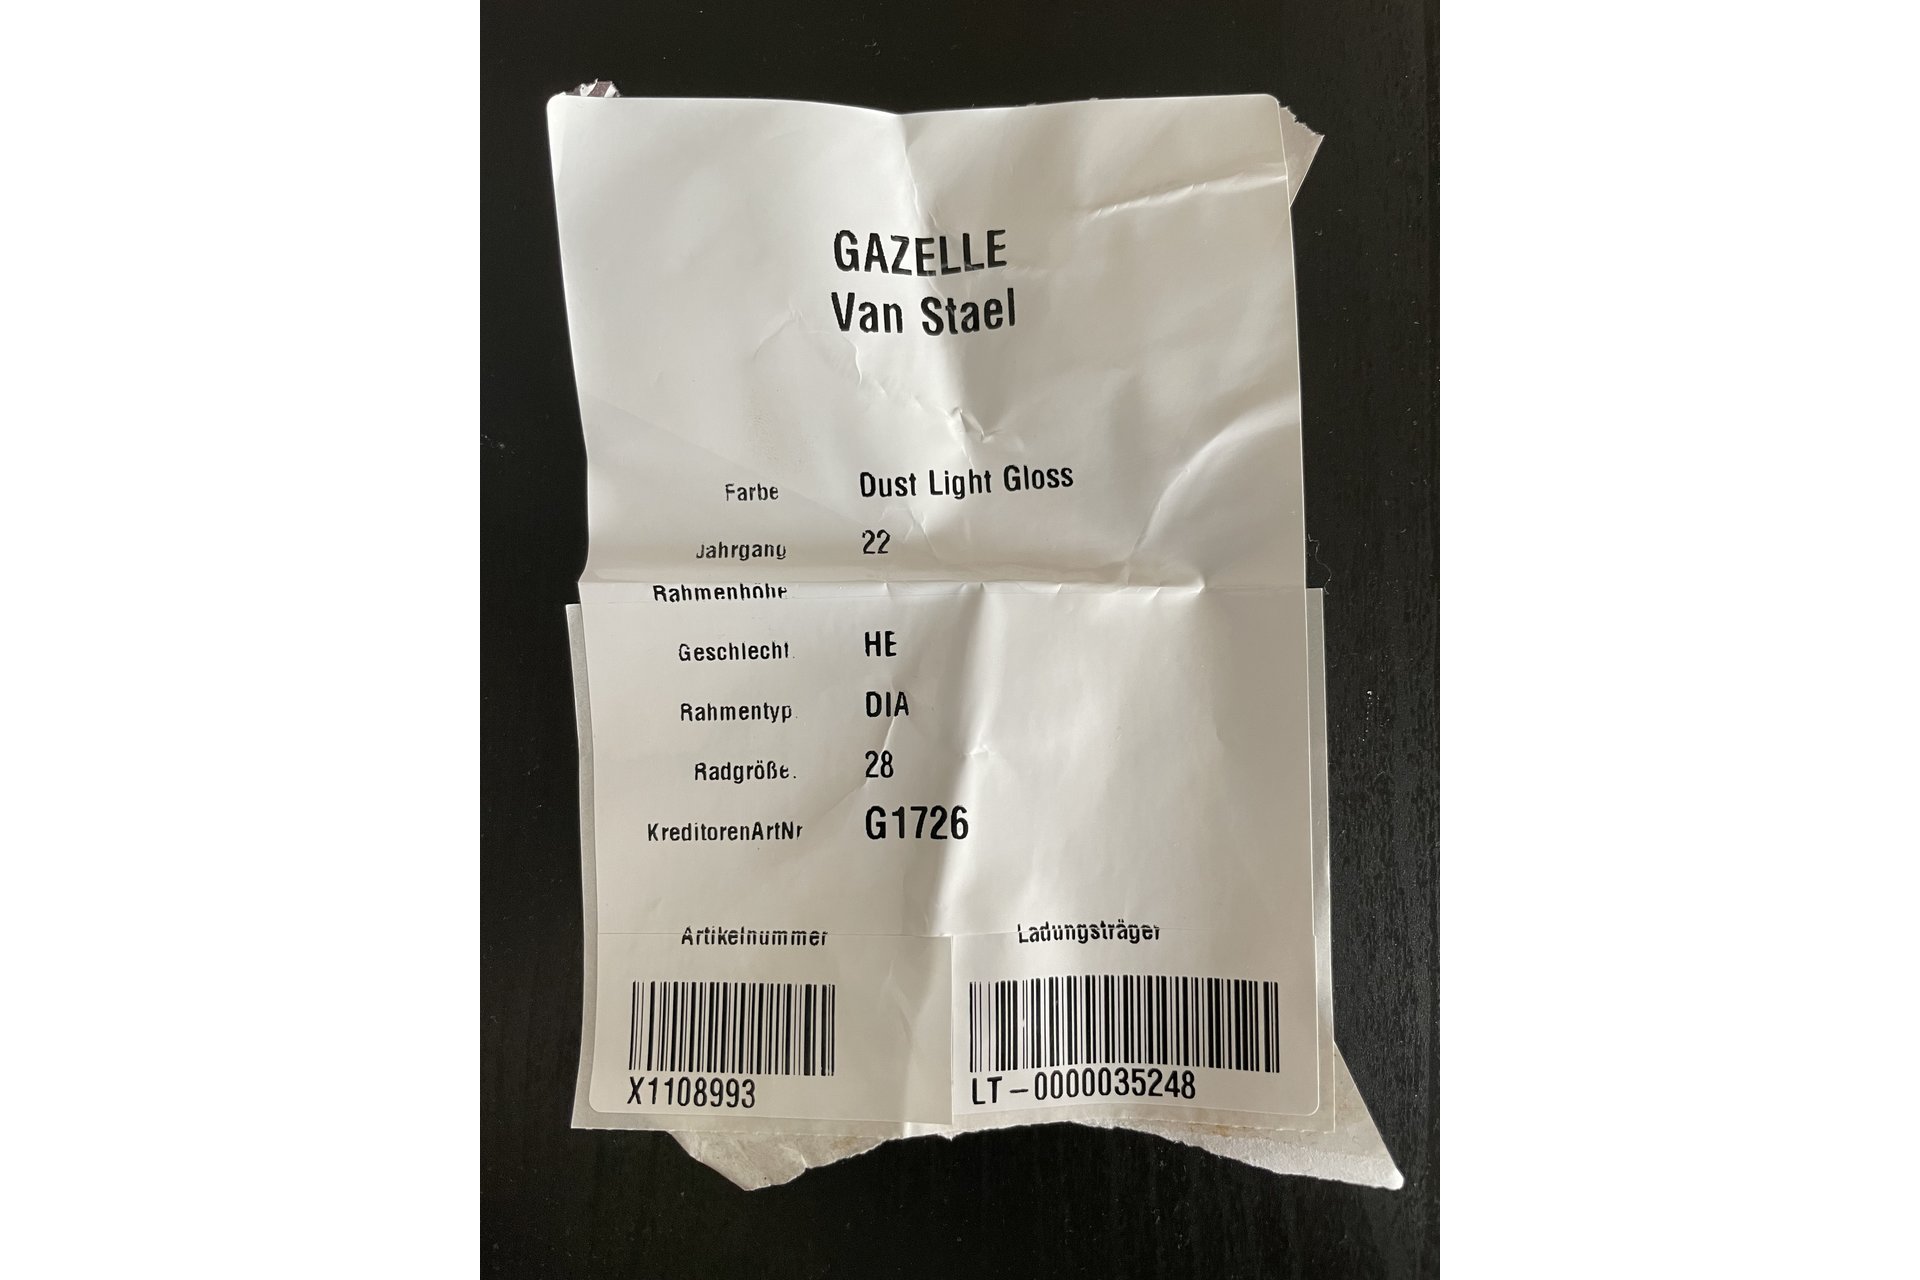 GAZELLE
Van Stael
Farbe Dust Light Gloss
Jahrgang 22
Rahmenhöhe
Geschlecht. HE
Rahmentyp. DIA
Radgröße. 28
KreditorenArtNr G1726
Artikelnummer Ladungsträger
X1108993 LT-0000035248